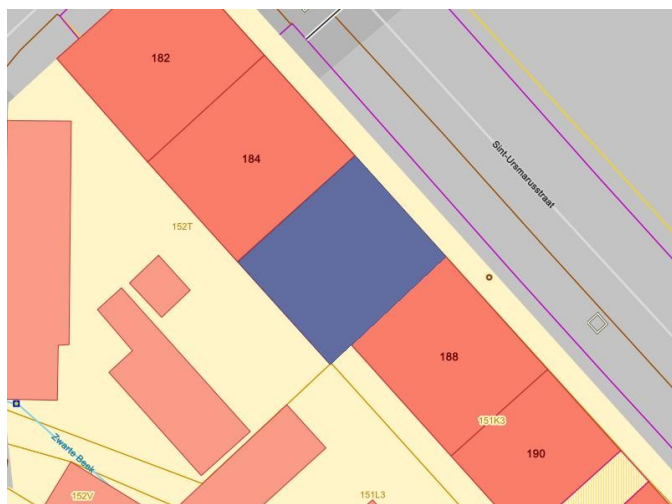 182
184
Sint-Ursmarusstraat
152T
188
151K3
190
Zwarte Beek
152V
151L3